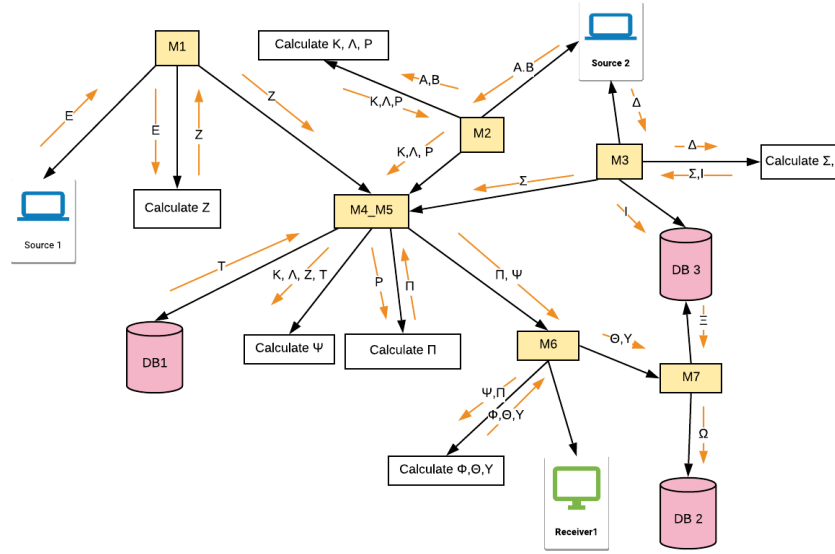 M1
Calculate Κ, Λ, Ρ
Source 2
Α.Β
Α,Β
Κ,Λ,Ρ
Ε
Ε
Ζ
Ζ
Δ
M2
Κ,Λ, Ρ
M3
Δ
Σ,Ι
Calculate Σ,
Calculate Ζ
Σ
Ι
Source 1
M4_M5
Τ
Κ, Λ, Ζ, Τ
Ρ
Π
Π, Ψ
DB 3
DB1
Calculate Ψ
Calculate Π
M6
Θ,Υ
Ξ
M7
Ψ,Π
Φ,Θ,Υ
Ω
Calculate Φ,Θ,Υ
Receiver1
DB 2